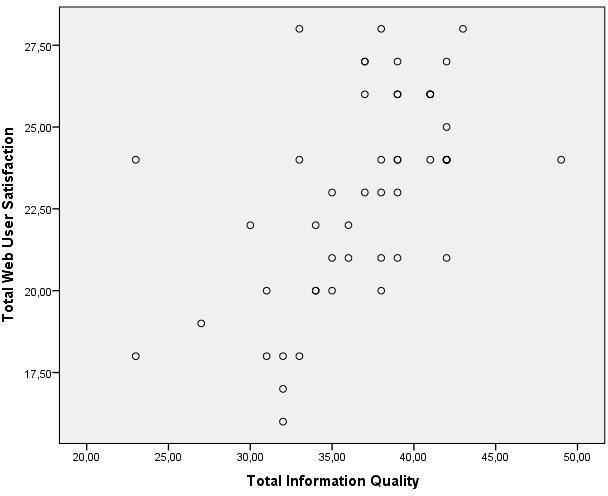 Total Web User Satisfaction
27,50
25,00
22,50
20,00
17,50
20,00 25,00 30,00 35,00 40,00 45,00 50,00
Total Information Quality